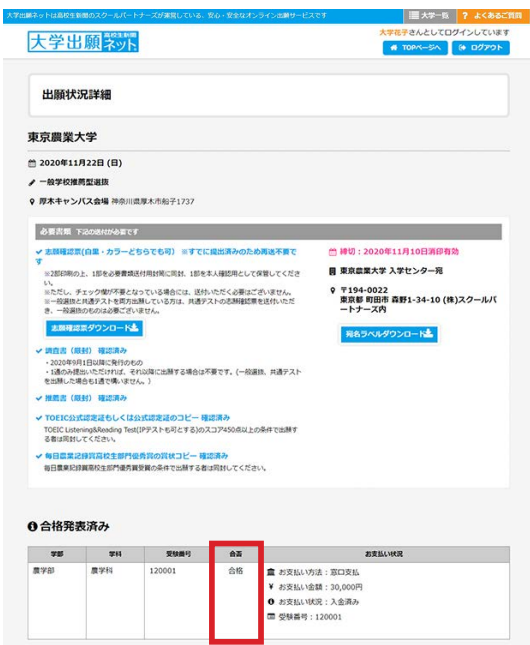 大学出願ネットは高校生新聞のスクールパートナーズが運営している、安心・安全なオンライン出願サービスです
大学一覧
? よくあるご質問
大学出願ネット
高校生新聞
大学花子さんとしてログインしています
TOPページへ
ログアウト
出願状況詳細
東京農業大学
2020年11月22日 (日)
一般学校推薦型選抜
厚木キャンパス会場 神奈川県厚木市船子1737
必要書類 下記の送付が必要です
志願確認票(白黒・カラーどちらでも可) ※すでに提出済みのため再送不要です
※2部印刷の上、1部を必要書類送付用封筒に同封、1部を本人確認用として保管してください。
※ただし、チェック欄が不要となっている場合には、送付いただく必要はございません。
※一般選抜と共通テストを両方出願している方は、共通テストの志願確認票を送付いただき、一般選抜のものは必要ございません。
志願確認票ダウンロード
調査書 (厳封) 確認済み
・2020年9月1日以降に発行のもの
・1通のみ提出いただければ、それ以降に出願する場合は不要です。(一般選抜、共通テストを出願した場合も1通で構いません。)
推薦書 (厳封) 確認済み
TOEIC公式認定証もしくは公式認定証のコピー 確認済み
TOEIC Listening&Reading Test(IPテストも可とする)のスコア450点以上の条件で出願する者は同封してください。
毎日農業記録賞高校生部門優秀賞の賞状コピー 確認済み
毎日農業記録賞高校生部門優秀賞受賞の条件で出願する者は同封してください。
締切：2020年11月10日消印有効
東京農業大学 入学センター宛
〒194-0022
東京都 町田市 森野1-34-10 (株)スクールパートナーズ内
宛名ラベルダウンロード
合格発表済み
学部 学科 受験番号 合否 お支払い状況
農学部 農学科 120001 合格
お支払い方法：窓口支払
¥ お支払い金額：30,000円
お支払い状況：入金済み
受験番号：120001